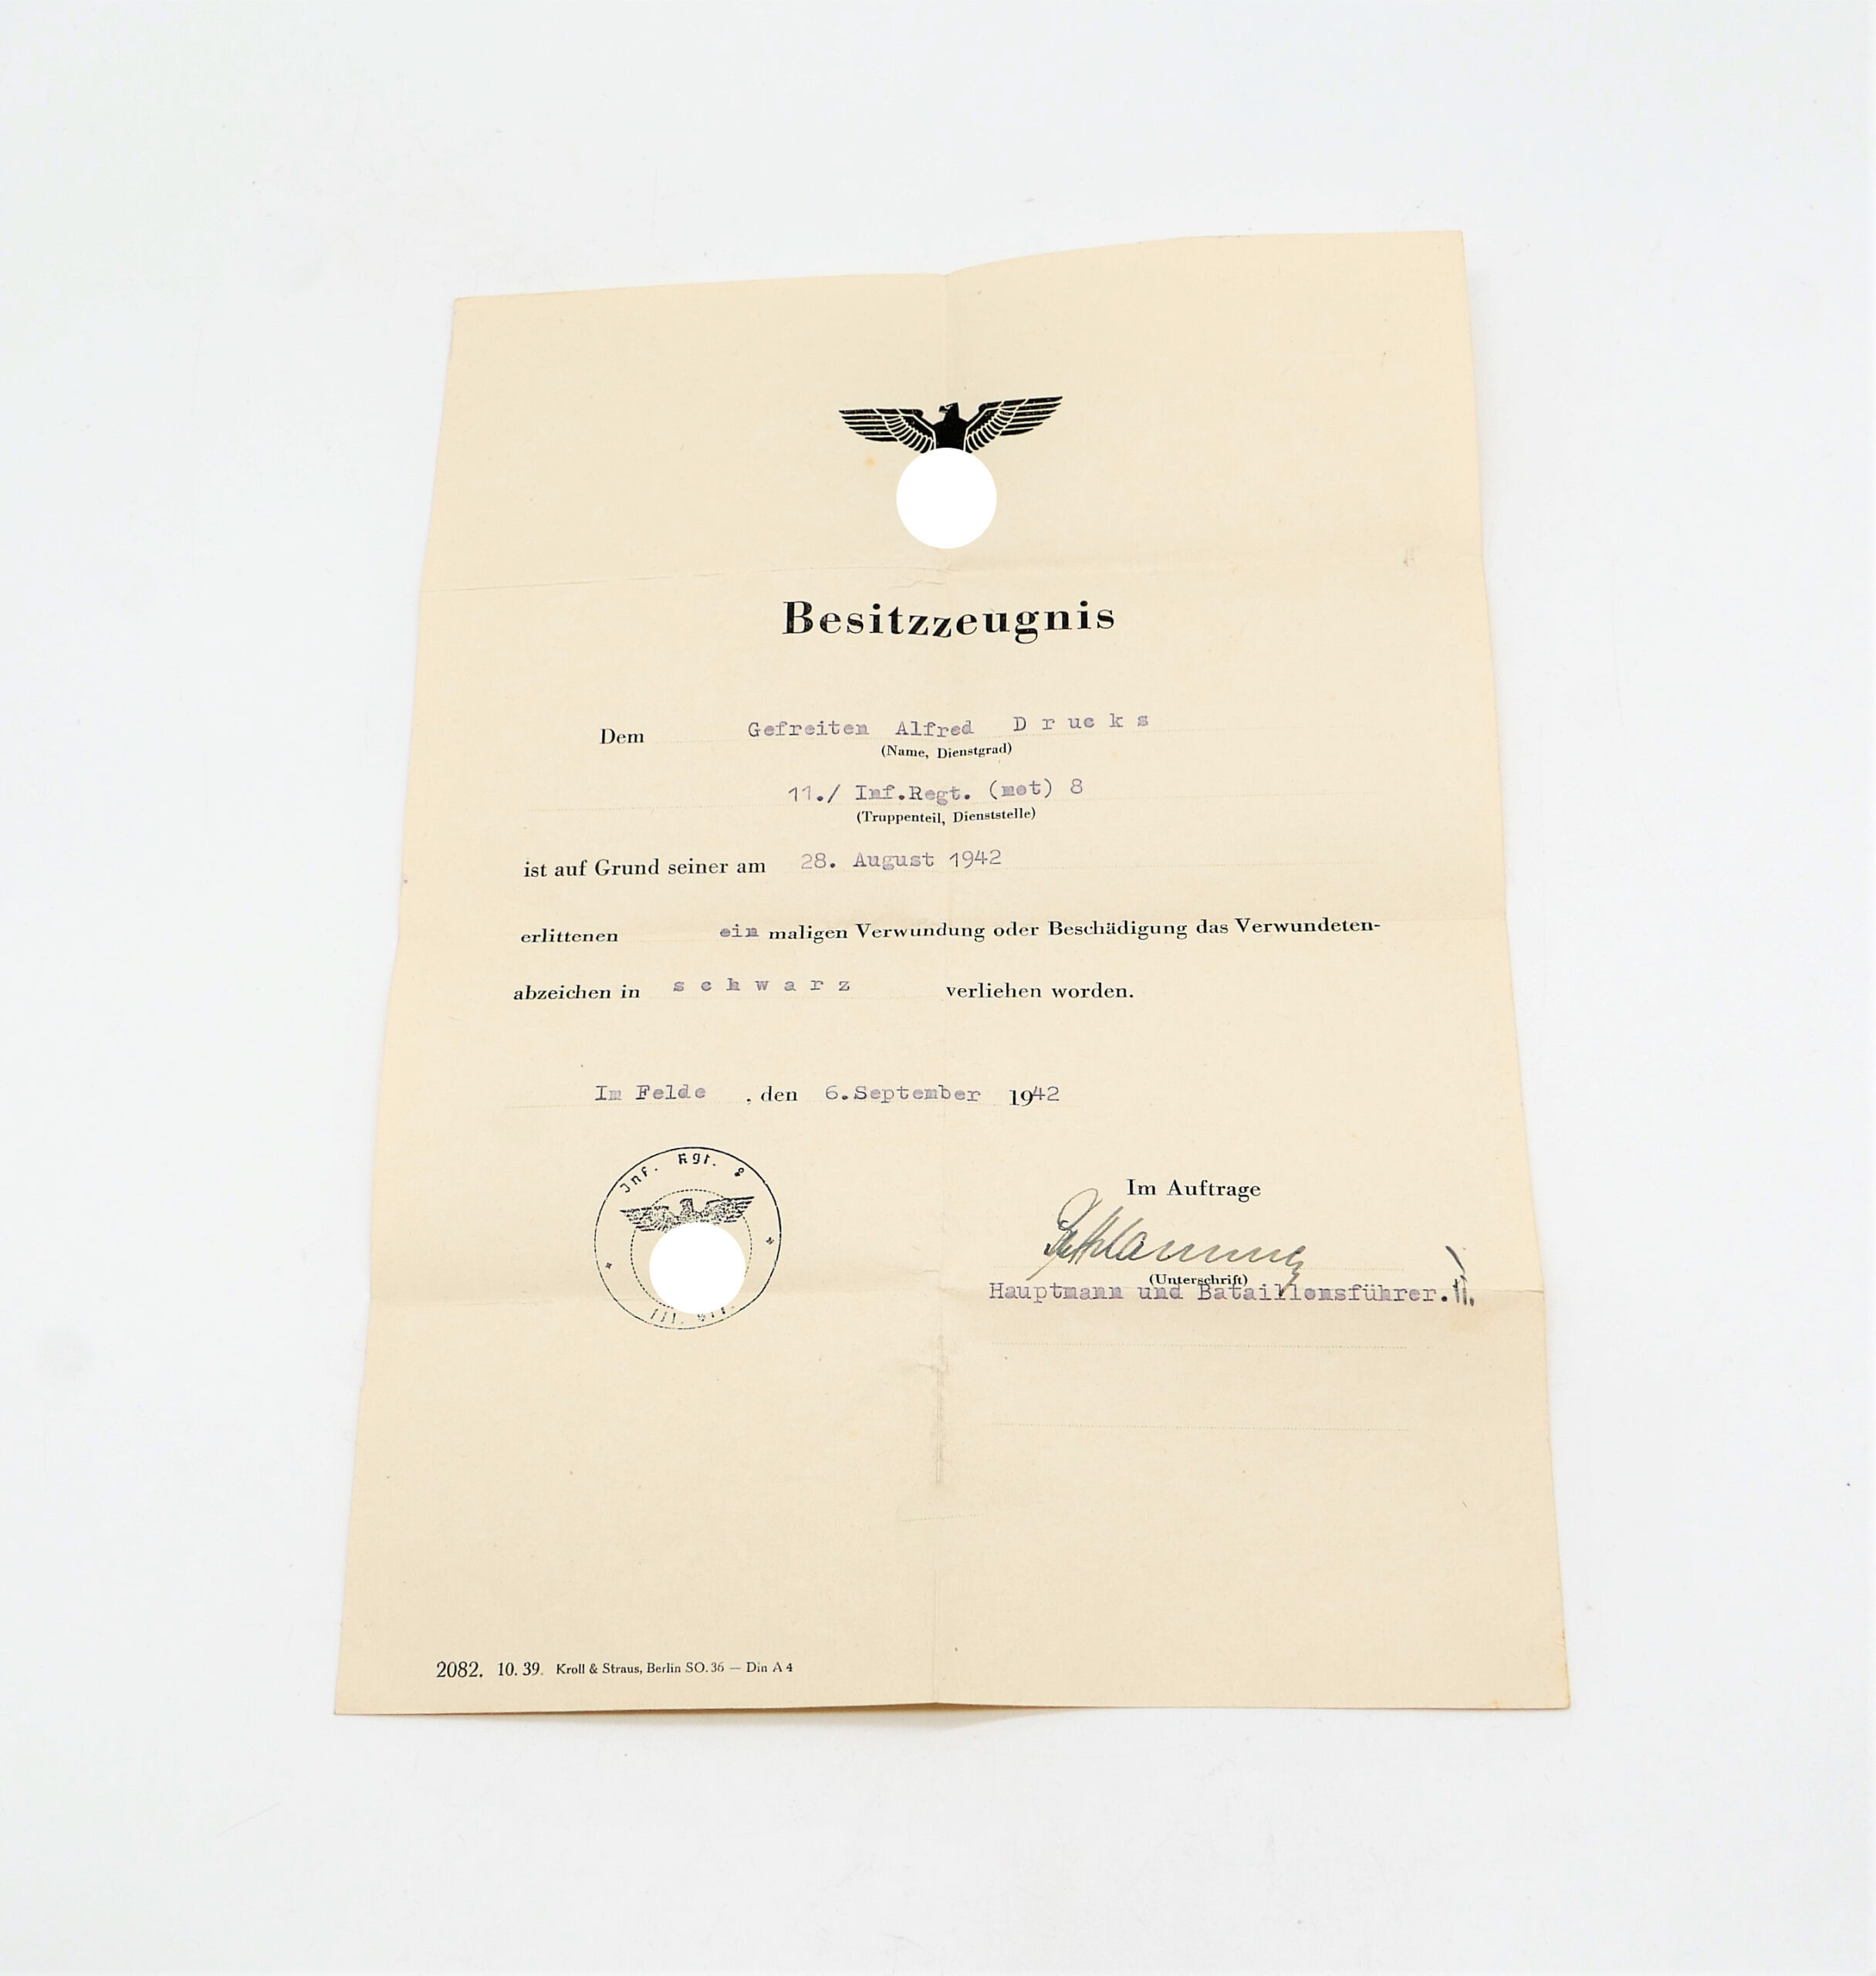 Besitzzeugnis
Dem Gefreiten Alfred Drucks
(Name, Dienstgrad)
11./ Inf.Regt. (mot) 8
(Truppenteil, Dienststelle)
ist auf Grund seiner am 28. August 1942
erlittenen ein maligen Verwundung oder Beschädigung das Verwundeten-
abzeichen in schwarz verliehen worden.
Im Felde , den 6.September 1942
Inf. Rgt. 8
Im Auftrage
(Unterschrift)
Hauptmann und Bataillonsführer.
2082. 10. 39. Kroll & Straus, Berlin SO. 36 — Din A 4